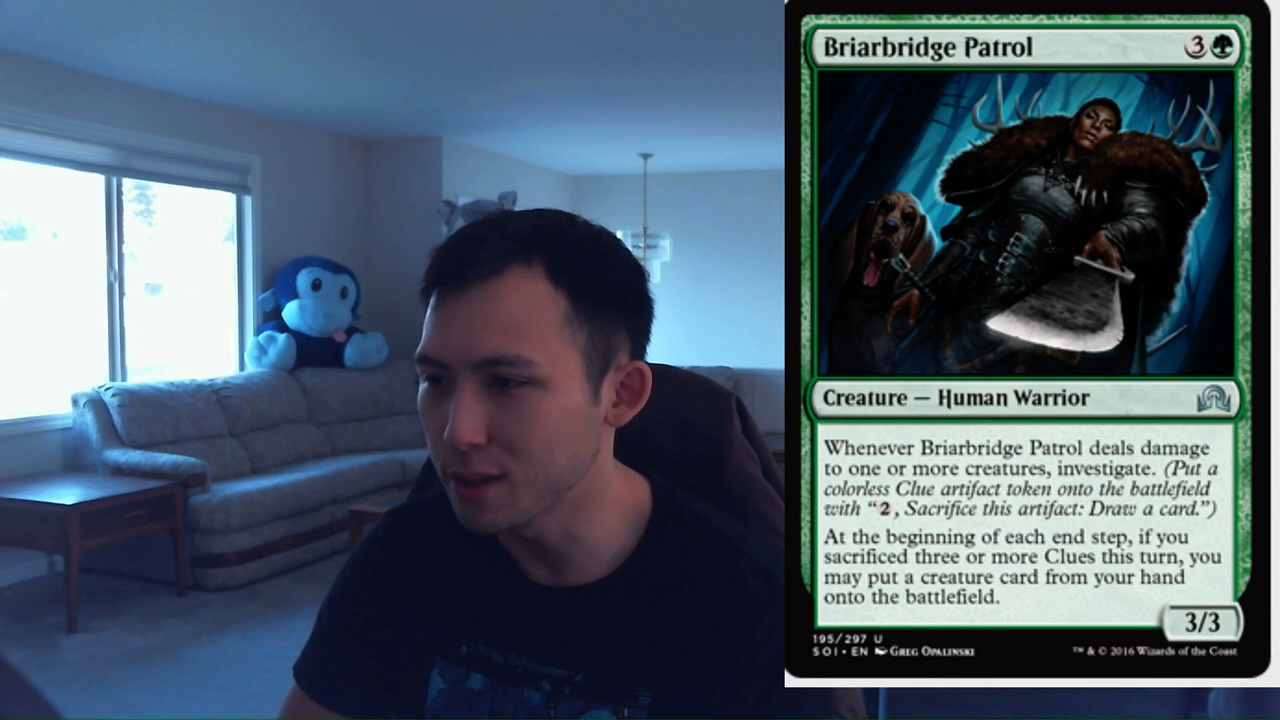 Briarbridge Patrol 3
Creature — Human Warrior
Whenever Briarbridge Patrol deals damage
to one or more creatures, investigate. (Put a
colorless Clue artifact token onto the battlefield
with “2, Sacrifice this artifact: Draw a card.”)
At the beginning of each end step, if you
sacrificed three or more Clues this turn, you
may put a creature card from your hand
onto the battlefield.
3/3
195/297 U
SOI • EN Greg Opalinski ™ & © 2016 Wizards of the Coast